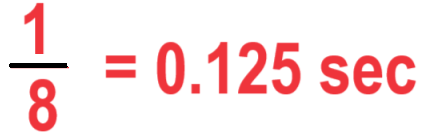 1/8 = 0.125 sec